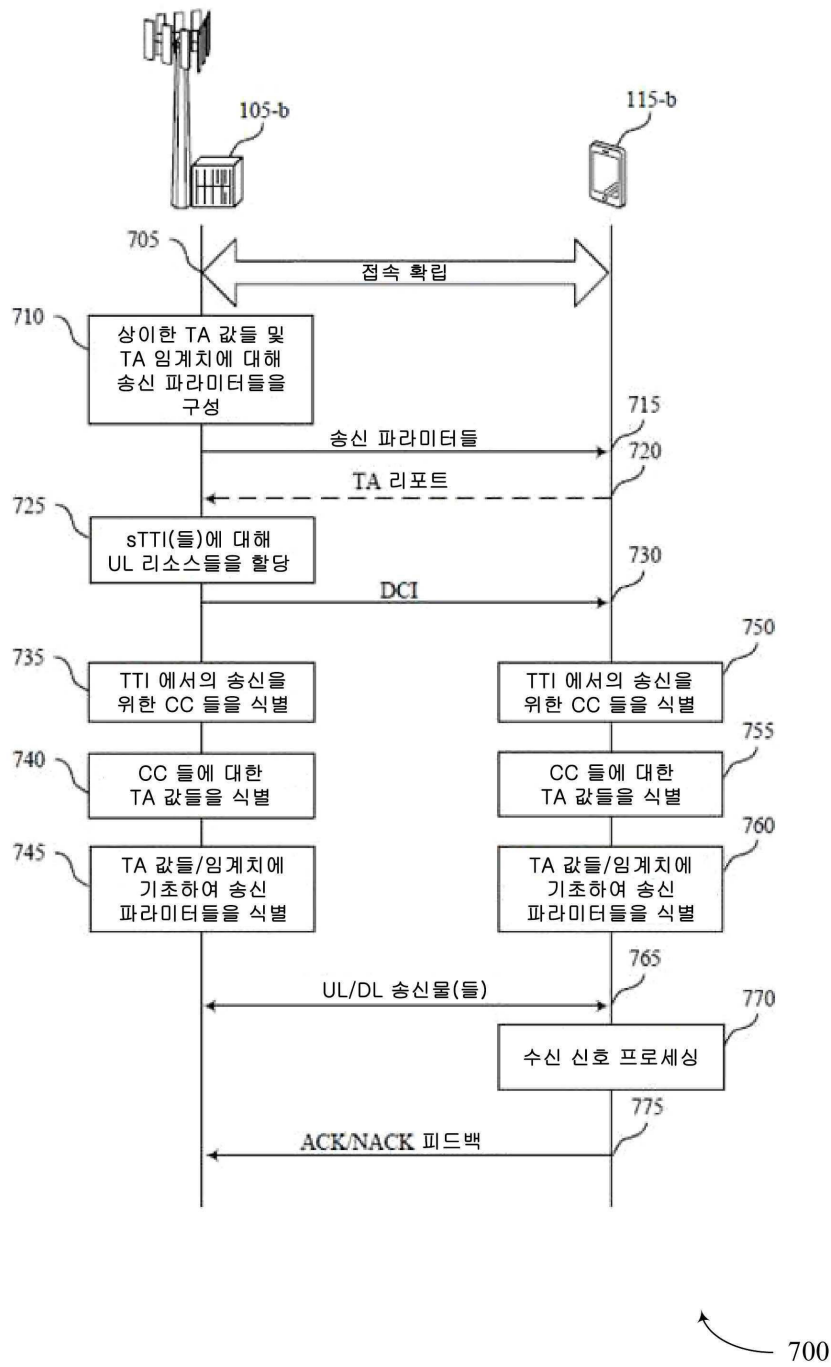 105-b
115-b
705
접속 확립
710
상이한 TA 값들 및
TA 임계치에 대해
송신 파라미터들을
구성
715
송신 파라미터들
720
TA 리포트
725
sTTI(들)에 대해
UL 리소스들을 할당
730
DCI
735
TTI 에서의 송신을
위한 CC 들을 식별
750
TTI 에서의 송신을
위한 CC 들을 식별
740
CC 들에 대한
TA 값들을 식별
755
CC 들에 대한
TA 값들을 식별
745
TA 값들/임계치에
기초하여 송신
파라미터들을 식별
760
TA 값들/임계치에
기초하여 송신
파라미터들을 식별
765
UL/DL 송신물(들)
770
수신 신호 프로세싱
775
ACK/NACK 피드백
700